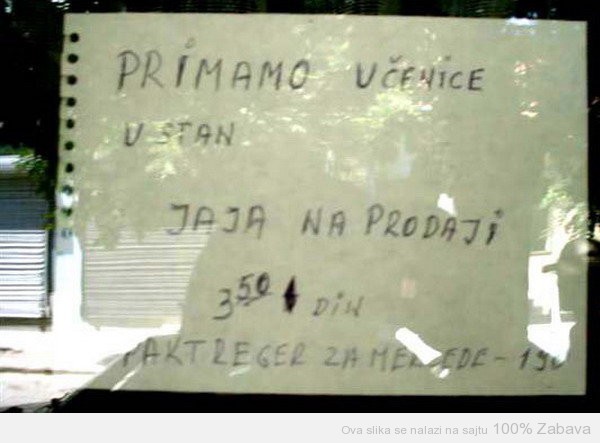 PRIMAMO UČENICE
U STAN
JAJA NA PRODAJI
3 50 DIN
PAKTREGER ZA MERCEDE - 190
Ova slika se nalazi na sajtu 100% Zabava